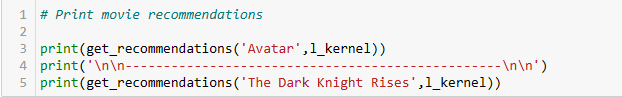 1 # Print movie recommendations
2
3 print(get_recommendations('Avatar',l_kernel))
4 print('\n\n-------------------------------------------------\n\n')
5 print(get_recommendations('The Dark Knight Rises',l_kernel))